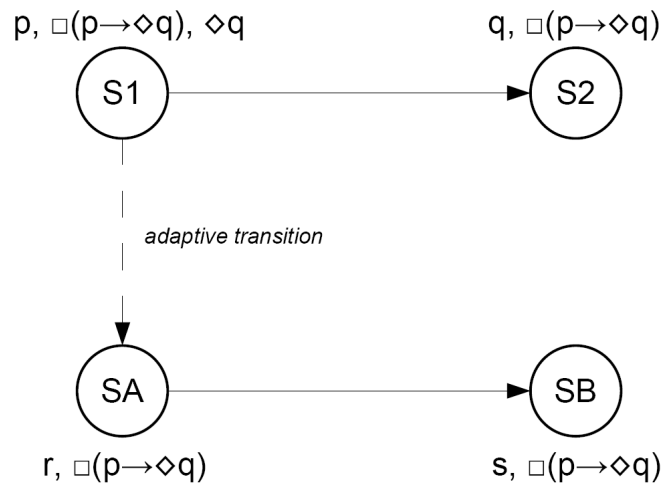 p, □(p→◇q), ◇q
q, □(p→◇q)
S1
S2
adaptive transition
SA
SB
r, □(p→◇q)
s, □(p→◇q)